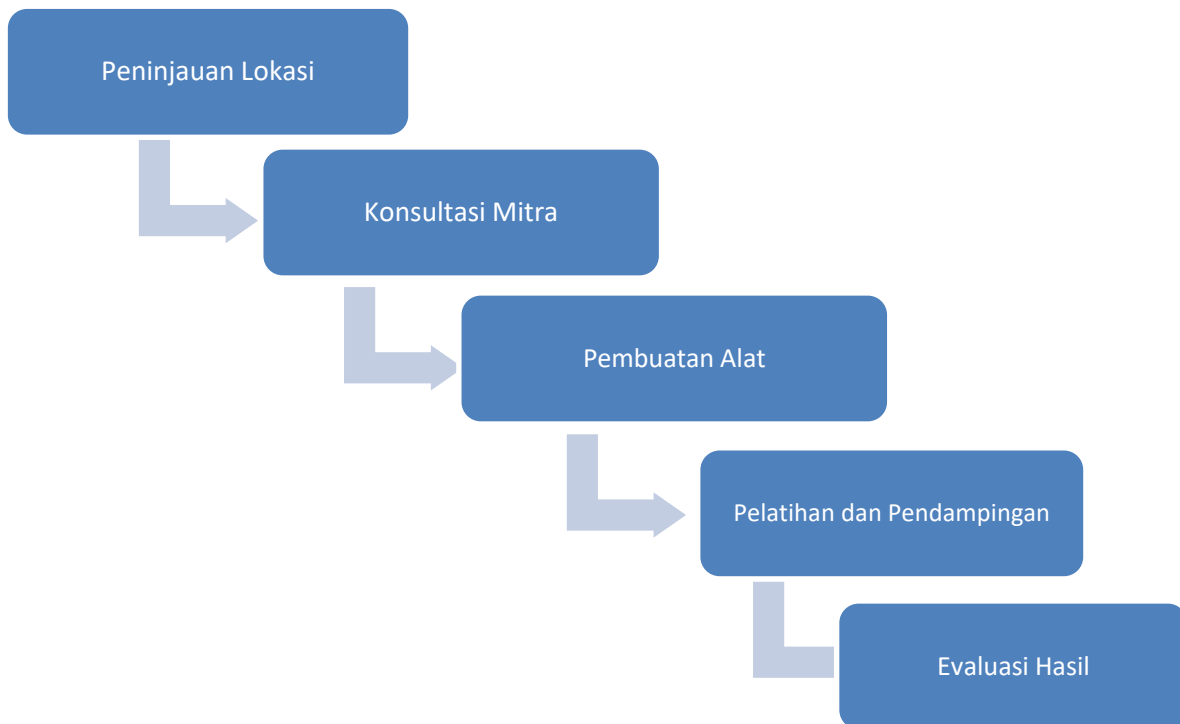 Peninjauan Lokasi
Konsultasi Mitra
Pembuatan Alat
Pelatihan dan Pendampingan
Evaluasi Hasil